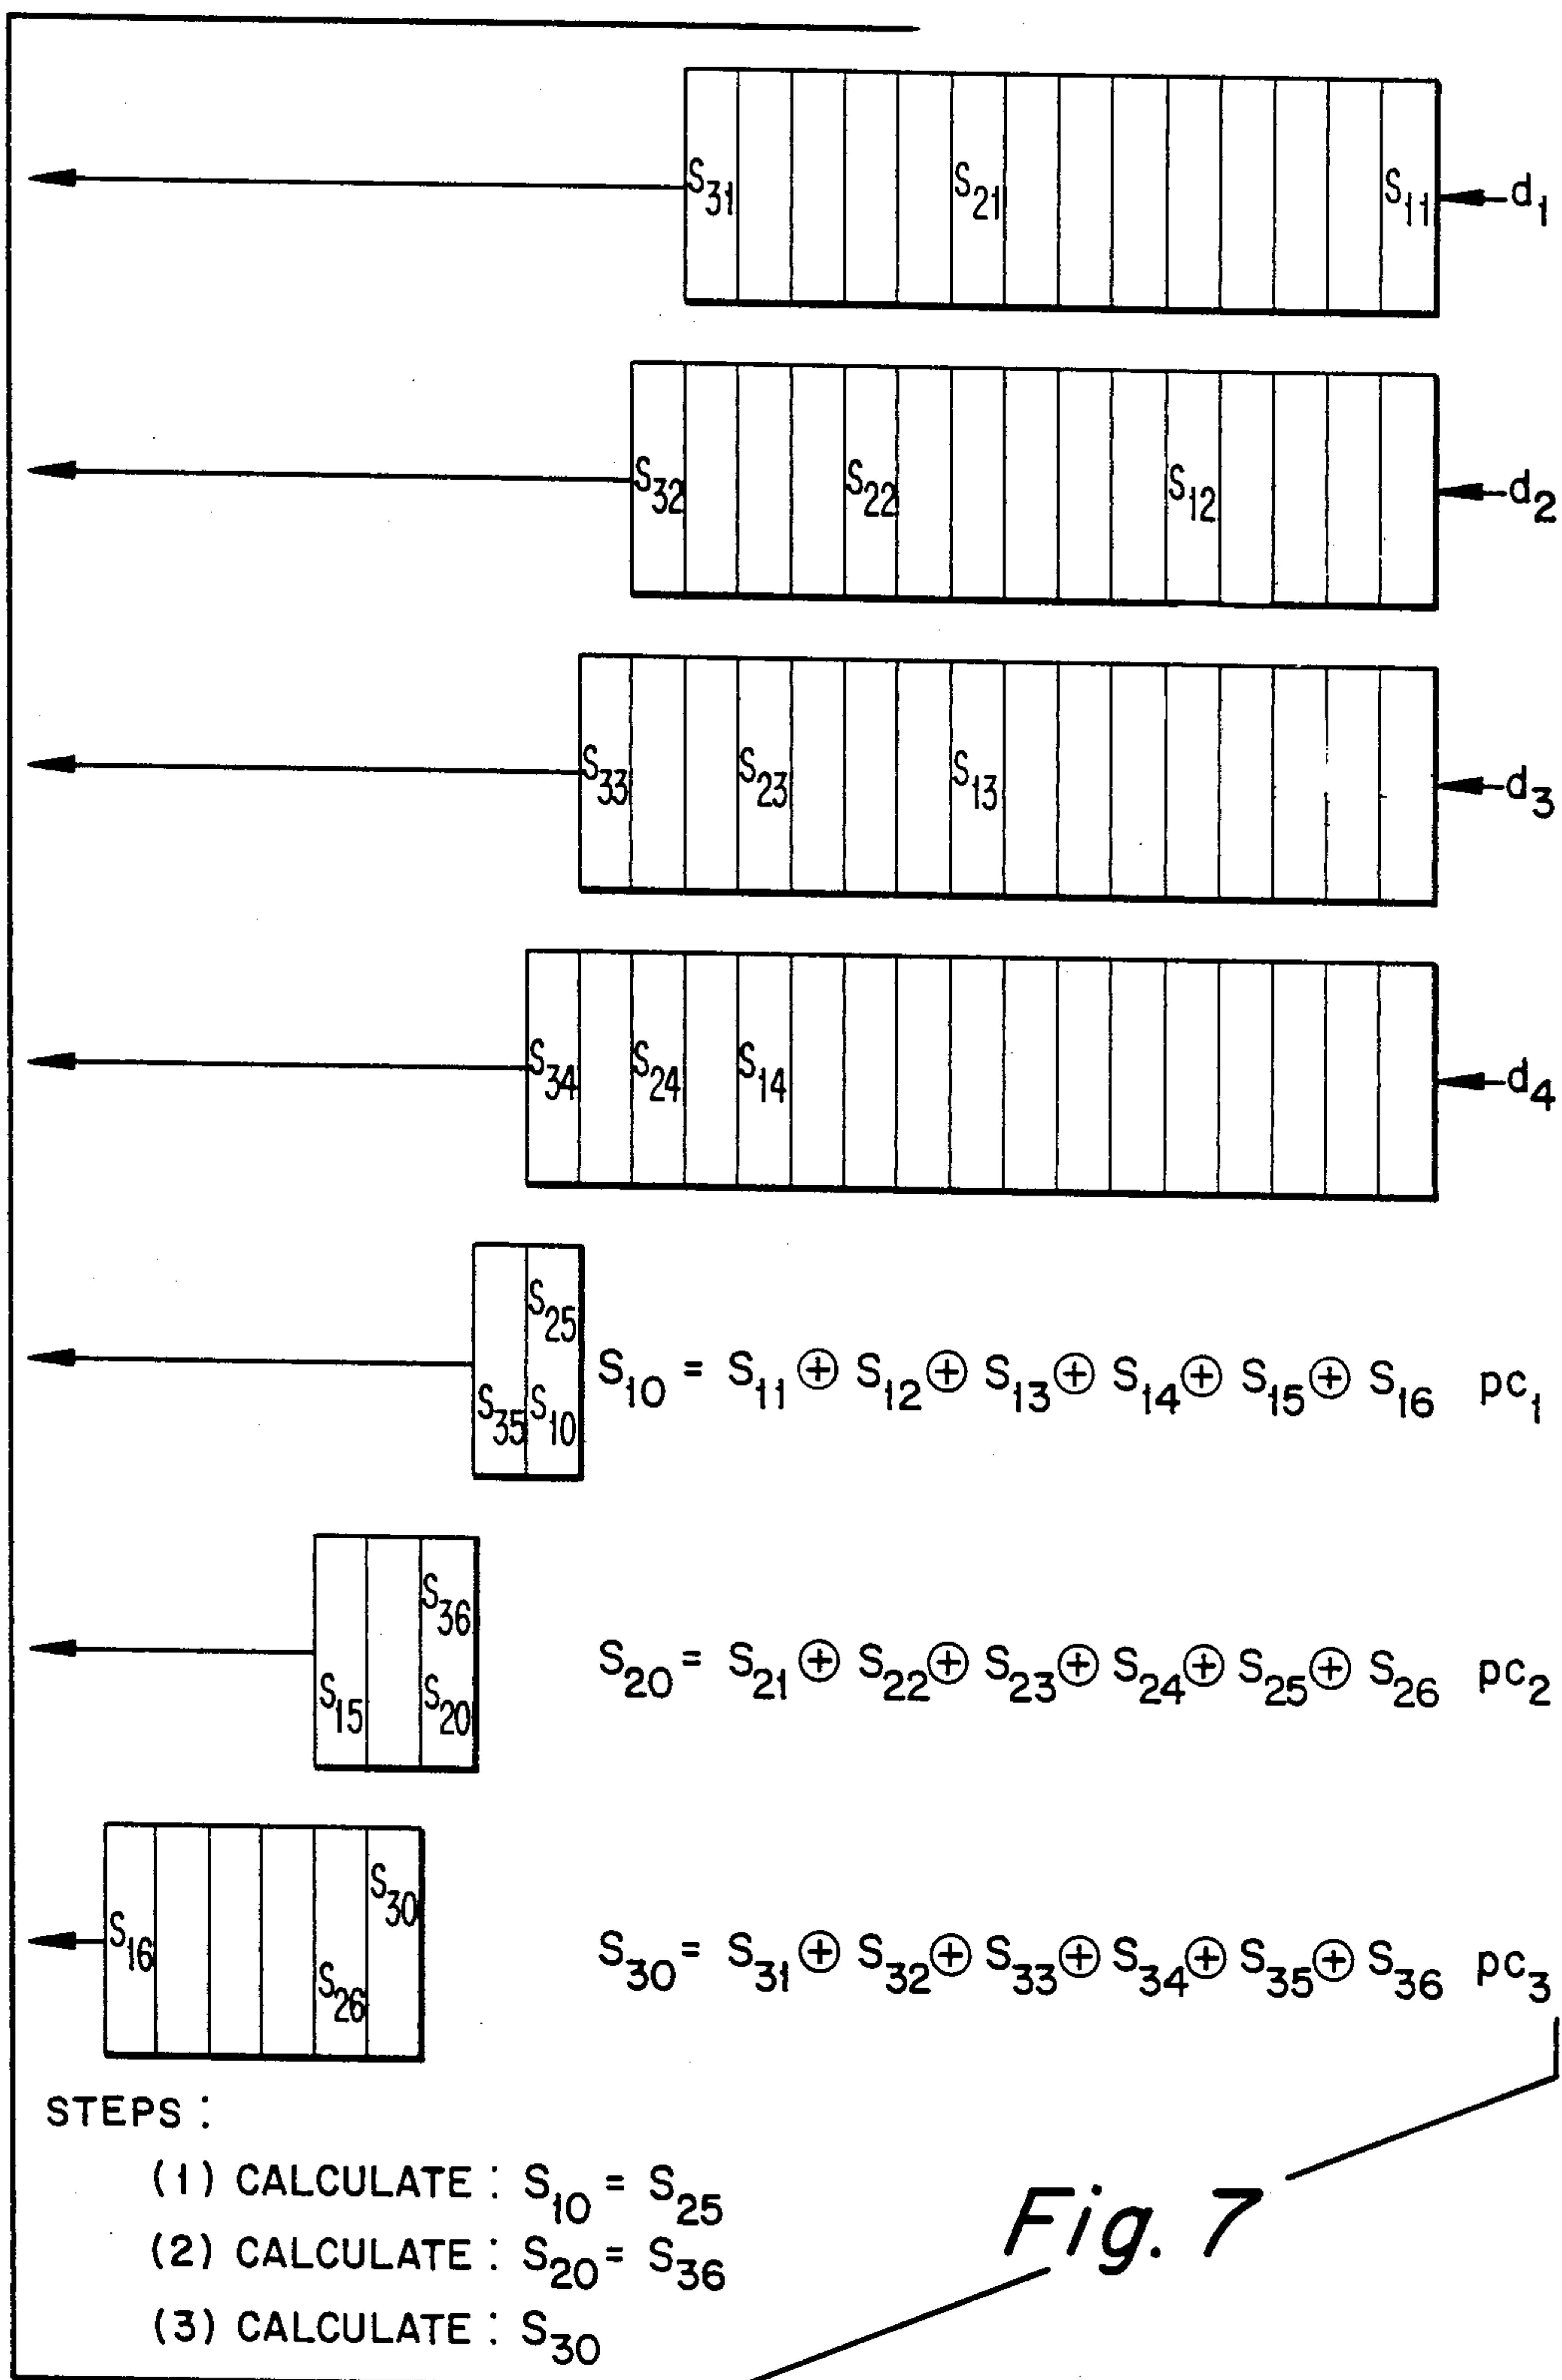 S31 S21 S11 d1
S32 S22 S12 d2
S33 S23 S13 d3
S34 S24 S14 d4
S25
S35 S10 S10 = S11 ⊕ S12 ⊕ S13 ⊕ S14 ⊕ S15 ⊕ S16 pc1
S36
S15 S20 S20 = S21 ⊕ S22 ⊕ S23 ⊕ S24 ⊕ S25 ⊕ S26 pc2
S30
S16 S26 S30 = S31 ⊕ S32 ⊕ S33 ⊕ S34 ⊕ S35 ⊕ S36 pc3
STEPS :
(1) CALCULATE : S10 = S25
(2) CALCULATE : S20 = S36
(3) CALCULATE : S30
Fig. 7